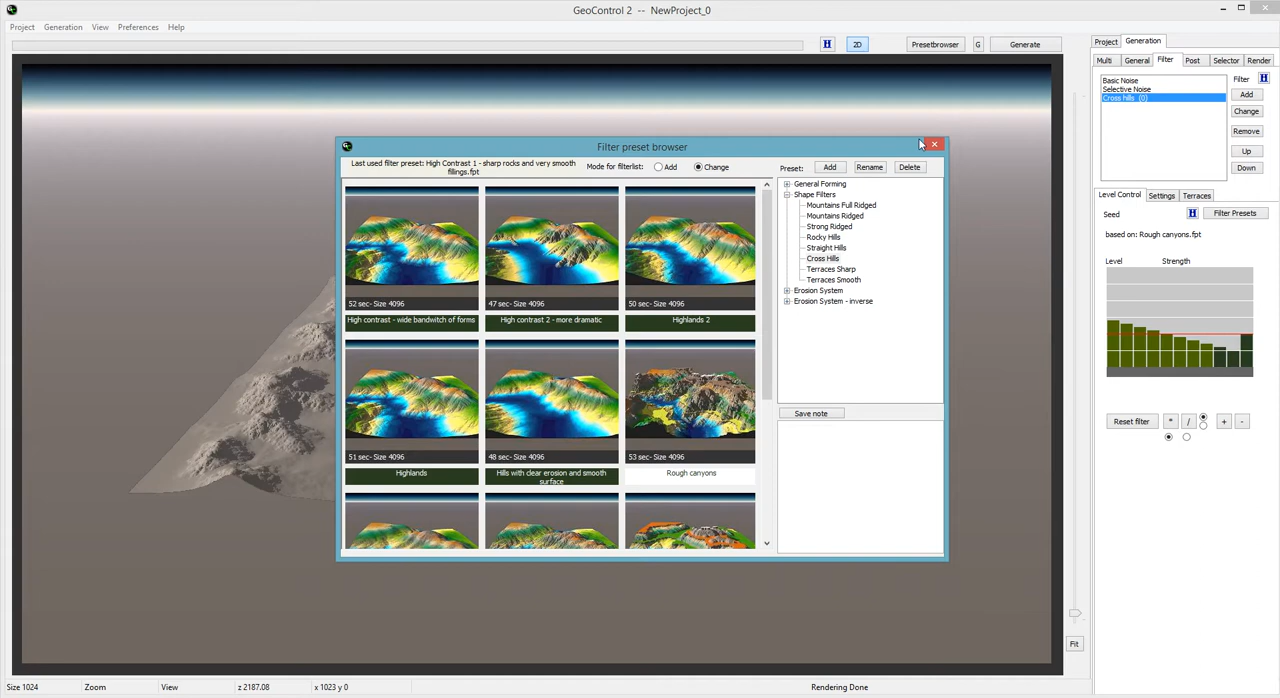 GeoControl 2 -- NewProject_0
Project Generation View Preferences Help
H 2D Presetbrowser G Generate
Project Generation
Multi General Filter Post Selector Render
Basic Noise
Selective Noise
Cross hills (0)
Filter H
Add
Change
Remove
Up
Down
Level Control Settings Terraces
Seed H Filter Presets
based on: Rough canyons.fpt
Level Strength
Reset filter * / + -
Fit
Filter preset browser
Last used filter preset: High Contrast 1 - sharp rocks and very smooth
fillings.fpt
Mode for filterlist: Add Change
Preset: Add Rename Delete
General Forming
Shape Filters
Mountains Full Ridged
Mountains Ridged
Strong Ridged
Rocky Hills
Straight Hills
Cross Hills
Terraces Sharp
Terraces Smooth
Erosion System
Erosion System - inverse
Save note
52 sec- Size 4096 47 sec- Size 4096 50 sec- Size 4096
High contrast - wide bandwitch of forms High contrast 2 - more dramatic Highlands 2
51 sec- Size 4096 48 sec- Size 4096 53 sec- Size 4096
Highlands Hills with clear erosion and smooth
surface
Rough canyons
Size 1024 Zoom View z 2187.08 x 1023 y 0 Rendering Done